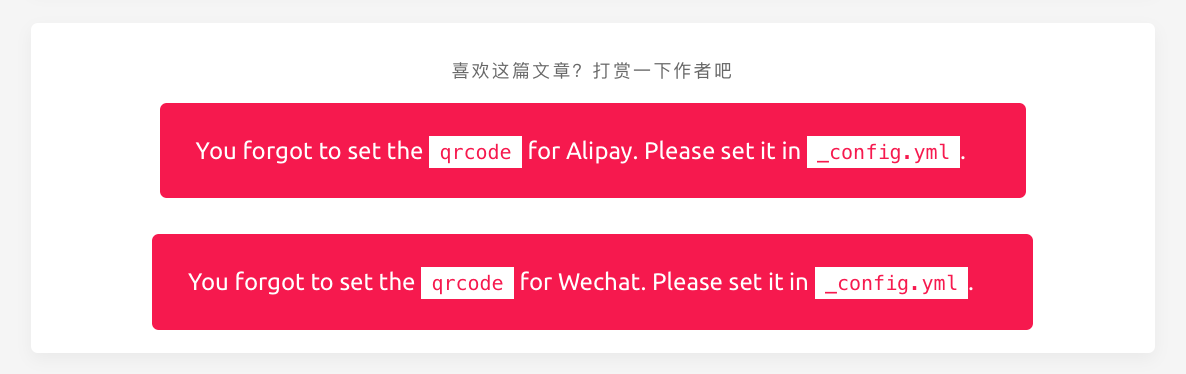 喜欢这篇文章？打赏一下作者吧
You forgot to set the qrcode for Alipay. Please set it in _config.yml.
You forgot to set the qrcode for Wechat. Please set it in _config.yml.